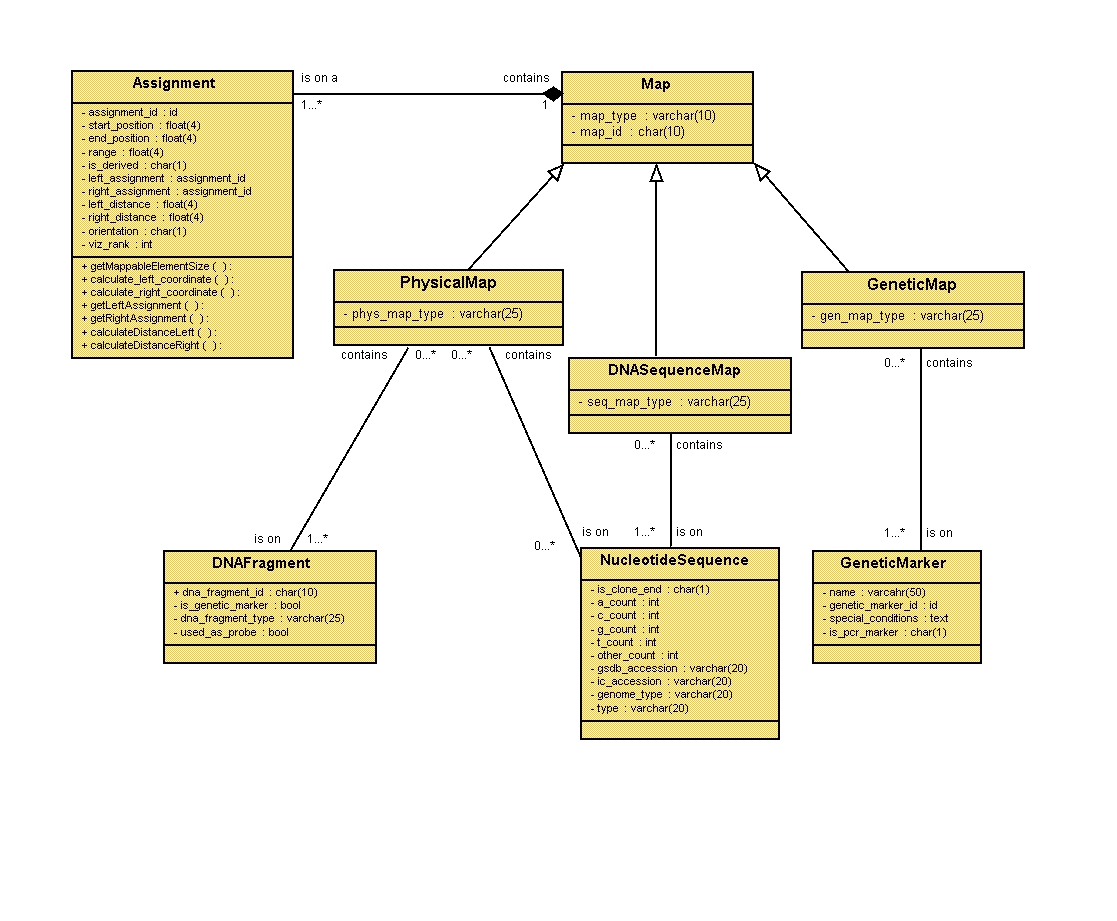 Assignment
- assignment_id : id
- start_position : float(4)
- end_position : float(4)
- range : float(4)
- is_derived : char(1)
- left_assignment : assignment_id
- right_assignment : assignment_id
- left_distance : float(4)
- right_distance : float(4)
- orientation : char(1)
- viz_rank : int
+ getMappableElementSize ( ) :
+ calculate_left_coordinate ( ) :
+ calculate_right_coordinate ( ) :
+ getLeftAssignment ( ) :
+ getRightAssignment ( ) :
+ calculateDistanceLeft ( ) :
+ calculateDistanceRight ( ) :
is on a
contains
1...*
1
Map
- map_type : varchar(10)
- map_id : char(10)
PhysicalMap
- phys_map_type : varchar(25)
contains
0...*
0...*
contains
DNASequenceMap
- seq_map_type : varchar(25)
0...*
contains
GeneticMap
- gen_map_type : varchar(25)
0...*
contains
is on
1...*
DNAFragment
+ dna_fragment_id : char(10)
- is_genetic_marker : bool
- dna_fragment_type : varchar(25)
- used_as_probe : bool
0...*
is on
1...*
is on
NucleotideSequence
- is_clone_end : char(1)
- a_count : int
- c_count : int
- g_count : int
- t_count : int
- other_count : int
- gsdb_accession : varchar(20)
- ic_accession : varchar(20)
- genome_type : varchar(20)
- type : varchar(20)
1...*
is on
GeneticMarker
- name : varcahr(50)
- genetic_marker_id : id
- special_conditions : text
- is_pcr_marker : char(1)